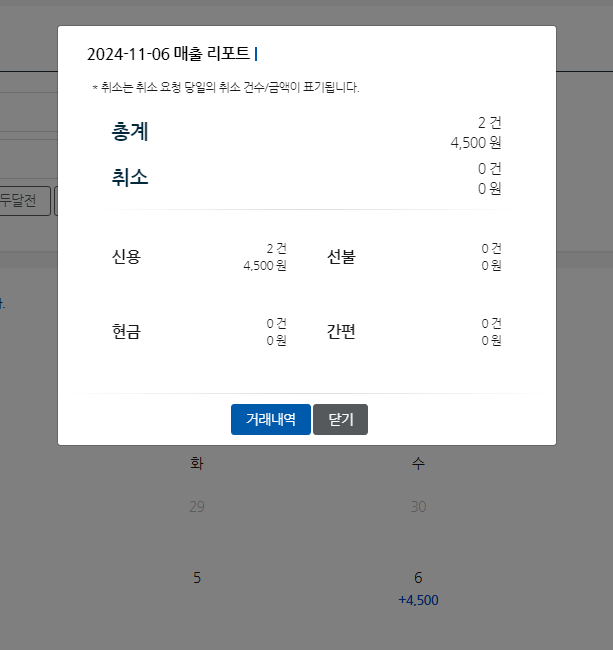 2024-11-06 매출 리포트
* 취소는 취소 요청 당일의 취소 건수/금액이 표기됩니다.
총계
2 건
4,500 원
취소
0 건
0 원
두달전
신용
2 건
4,500 원
선불
0 건
0 원
현금
0 건
0 원
간편
0 건
0 원
거래내역 닫기
화 수
29 30
5 6
+4,500